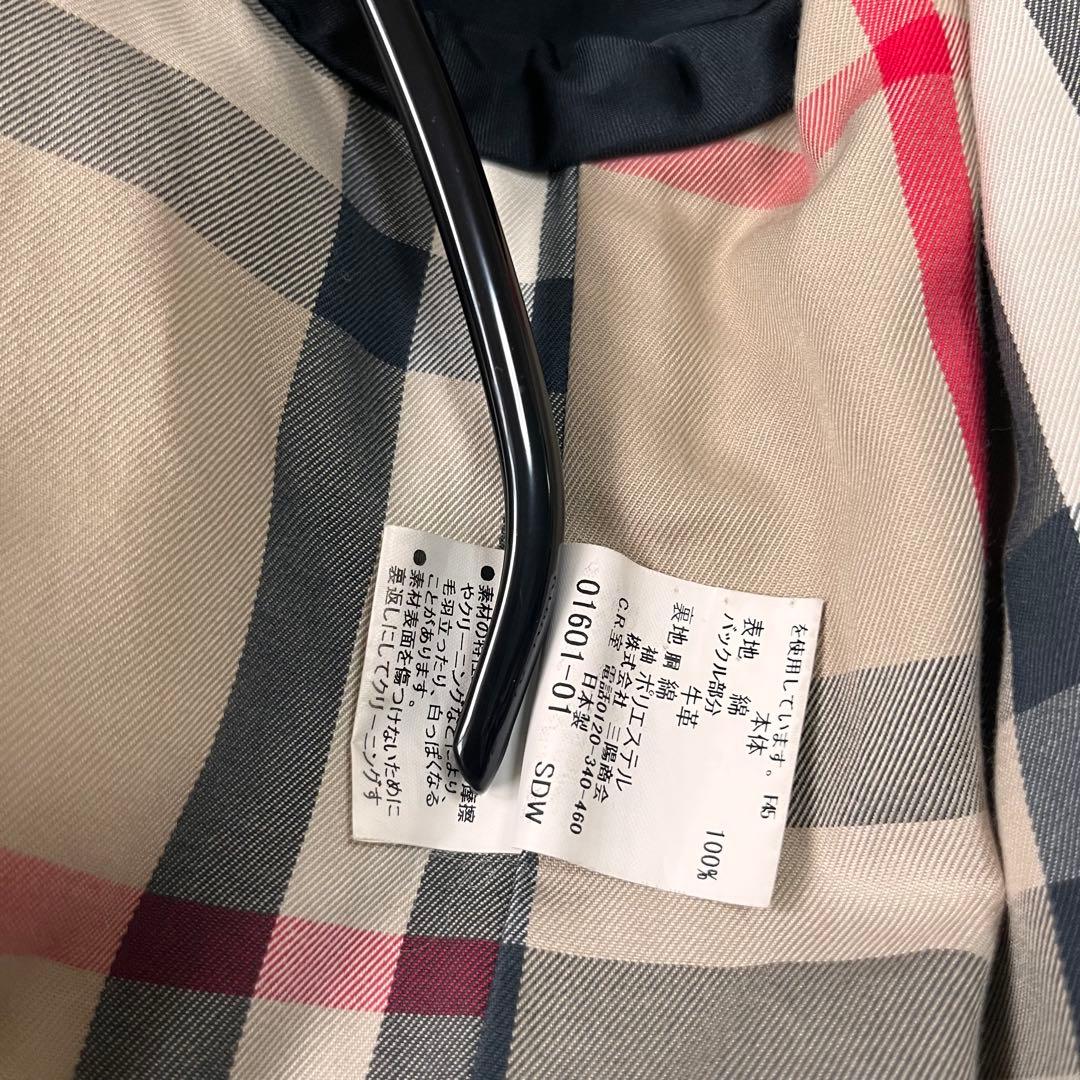 を使用しています。 F45
本体
表地 綿 100%
バックル部分
牛革
裏地 胴 綿
袖 ポリエステル
株式会社 三陽商会
C.R.室 電話0120-340-460
日本製
01601-01 SDW
●素材の特性 摩擦
やクリーニングなどにより
毛羽立ったり、白っぽくなる
ことがあります。
●素材表面を傷つけないために
裏返しにしてクリーニングす